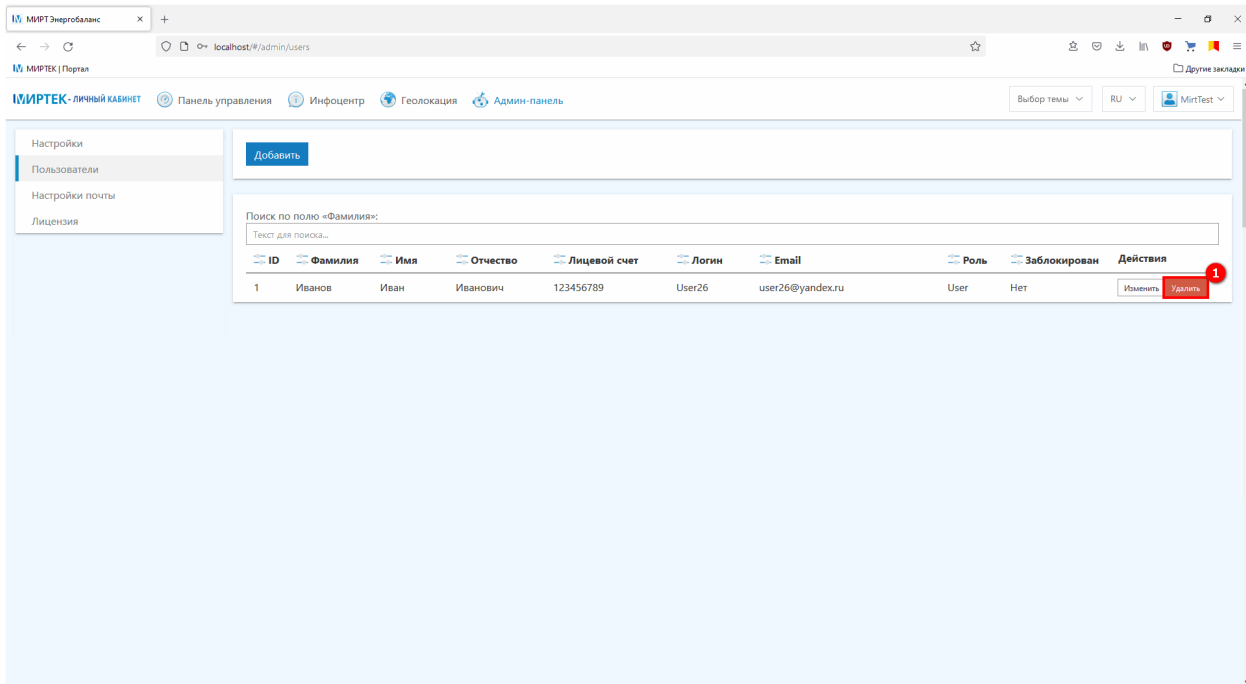 МИРТ Энергобаланс
localhost/#/admin/users
МИРТЕК | Портал
Другие закладки
МИРТЕК - ЛИЧНЫЙ КАБИНЕТ Панель управления Инфоцентр Геолокация Админ-панель Выбор темы RU MirtTest
Настройки
Пользователи
Настройки почты
Лицензия
Добавить
Поиск по полю «Фамилия»:
Текст для поиска...
ID Фамилия Имя Отчество Лицевой счет Логин Email Роль Заблокирован Действия
1
1 Иванов Иван Иванович 123456789 User26 user26@yandex.ru User Нет Изменить Удалить